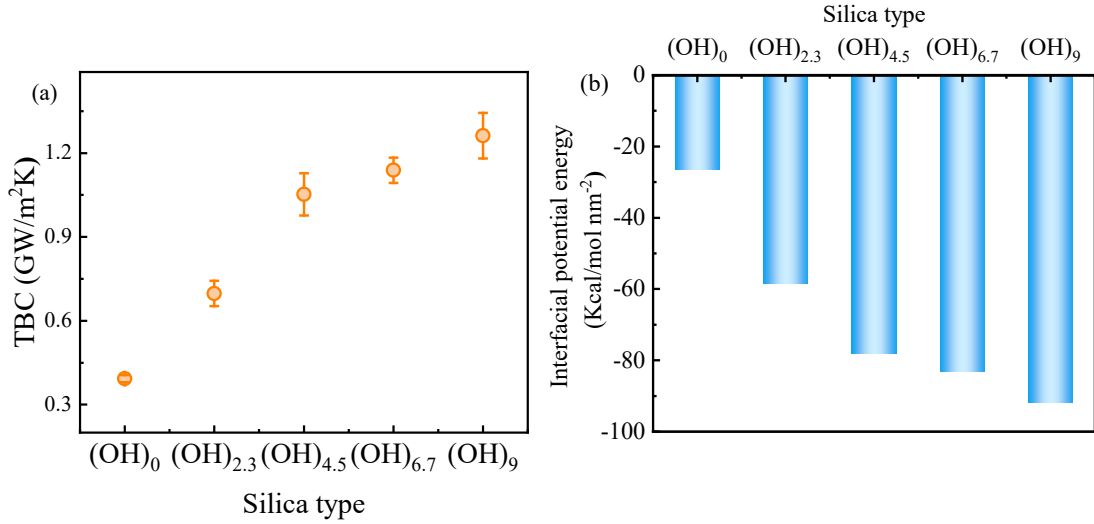 (a)
TBC (GW/m²K)
1.2
0.9
0.6
0.3
(OH)₀ (OH)₂.₃ (OH)₄.₅ (OH)₆.₇ (OH)₉
Silica type
Silica type
(OH)₀ (OH)₂.₃ (OH)₄.₅ (OH)₆.₇ (OH)₉
(b)
Interfacial potential energy
(Kcal/mol nm⁻²)
0
-20
-40
-60
-80
-100